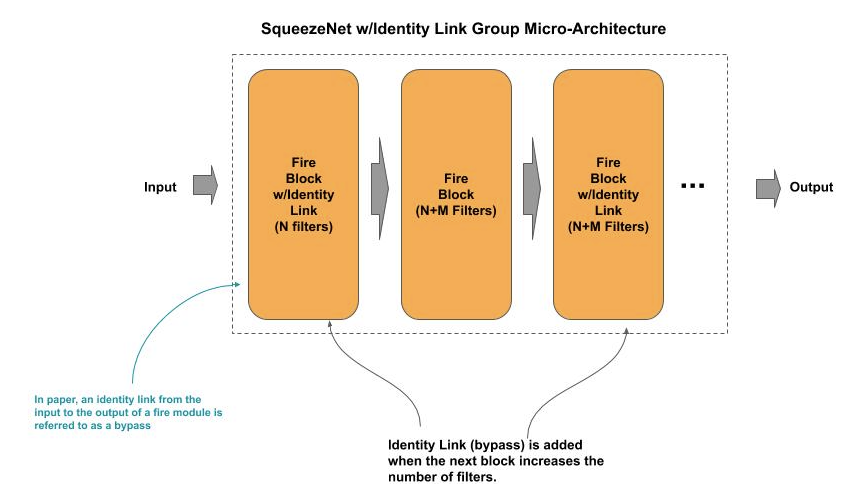 SqueezeNet w/Identity Link Group Micro-Architecture
Input
Fire
Block
w/Identity
Link
(N filters)
Fire
Block
(N+M Filters)
Fire
Block
w/Identity
Link
(N+M Filters)
...
Output
In paper, an identity link from the
input to the output of a fire module is
referred to as a bypass
Identity Link (bypass) is added
when the next block increases the
number of filters.